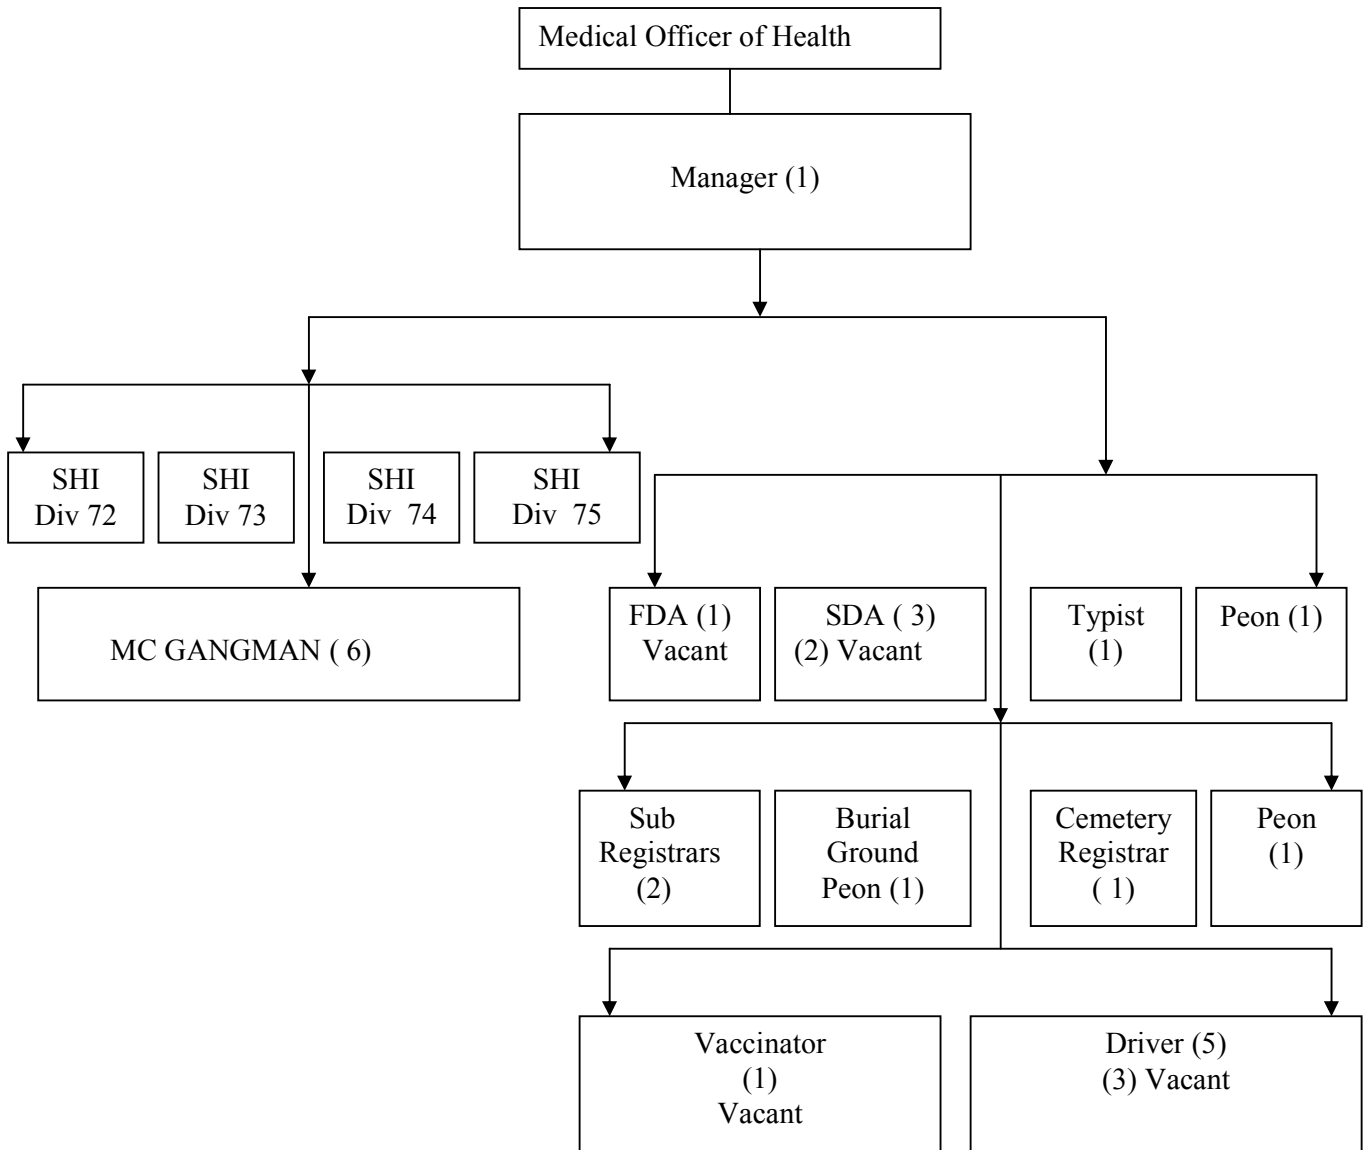 Medical Officer of Health
Manager (1)
SHI
Div 72
SHI
Div 73
SHI
Div  74
SHI
Div  75
MC GANGMAN ( 6)
FDA (1)
Vacant
SDA ( 3)
(2) Vacant
Typist
(1)
Peon (1)
Sub
Registrars
(2)
Burial
Ground
Peon (1)
Cemetery
Registrar
( 1)
Peon
(1)
Vaccinator
(1)
Vacant
Driver (5)
(3) Vacant